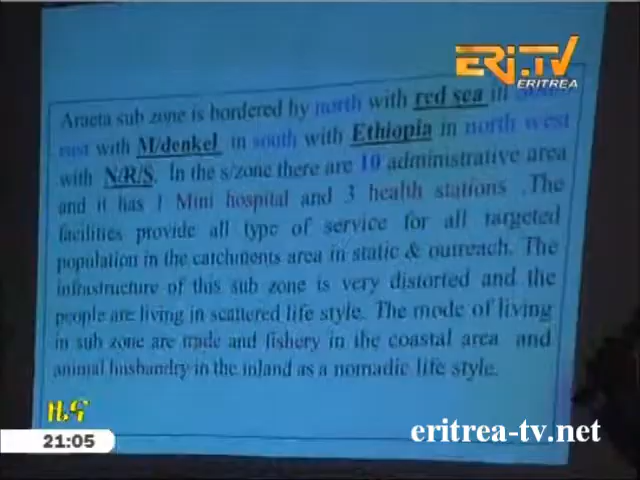 ERi.TV
ERITREA
Araeta sub zone is bordered by north with red sea in
east with M/denkel in south with Ethiopia in north west
with N/R/S. In the s/zone there are 10 administrative area
and it has 1 Mini hospital and 3 health stations .The
facilities provide all type of service for all targeted
population in the catchments area in static & outreach. The
infrastructure of this sub zone is very distorted and the
people are living in scattered life style. The mode of living
in sub zone are trade and fishery in the coastal area and
animal husbandry in the inland as a nomadic life style.
ዜና
21:05
eritrea-tv.net